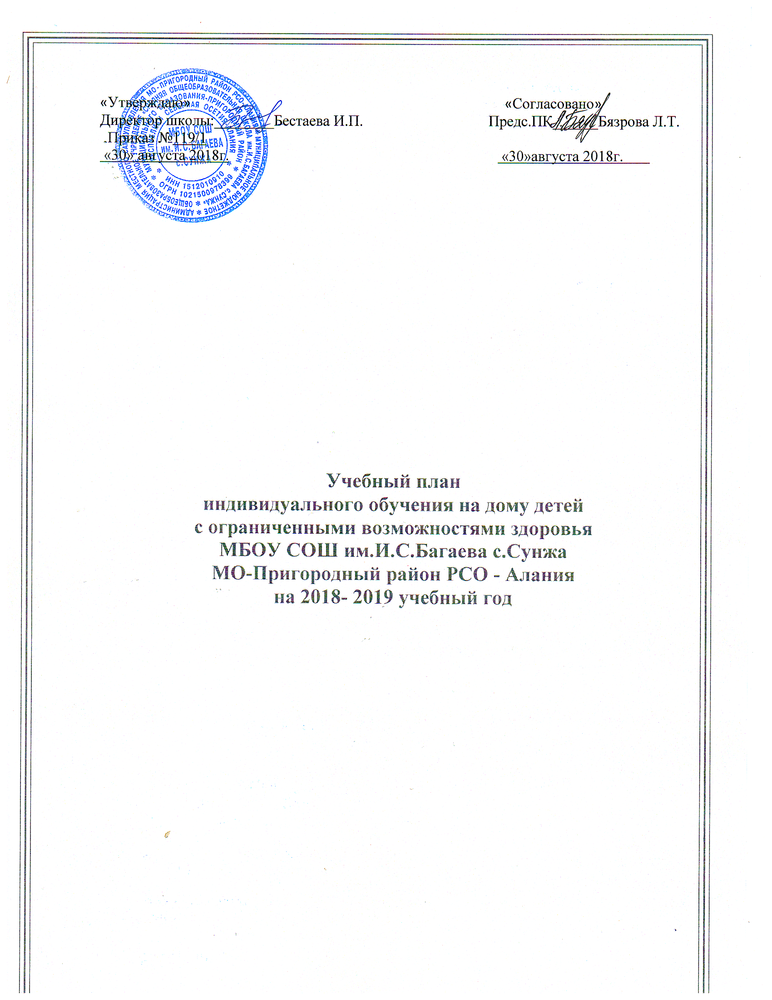 «Утверждаю»
Директор школы: Бестаева И.П.
.Приказ №119/1
«30» августа 2018г.
«Согласовано»
Предс.ПК Бязрова Л.Т.
«30»августа 2018г.
МБОУ СОШ
им. И.С. БАГАЕВА
с.СУНЖА
ИНН 1512010910
ОГРН 1021500978399
Учебный план
индивидуального обучения на дому детей
с ограниченными возможностями здоровья
МБОУ СОШ им.И.С.Багаева с.Сунжа
МО-Пригородный район РСО - Алания
на 2018- 2019 учебный год